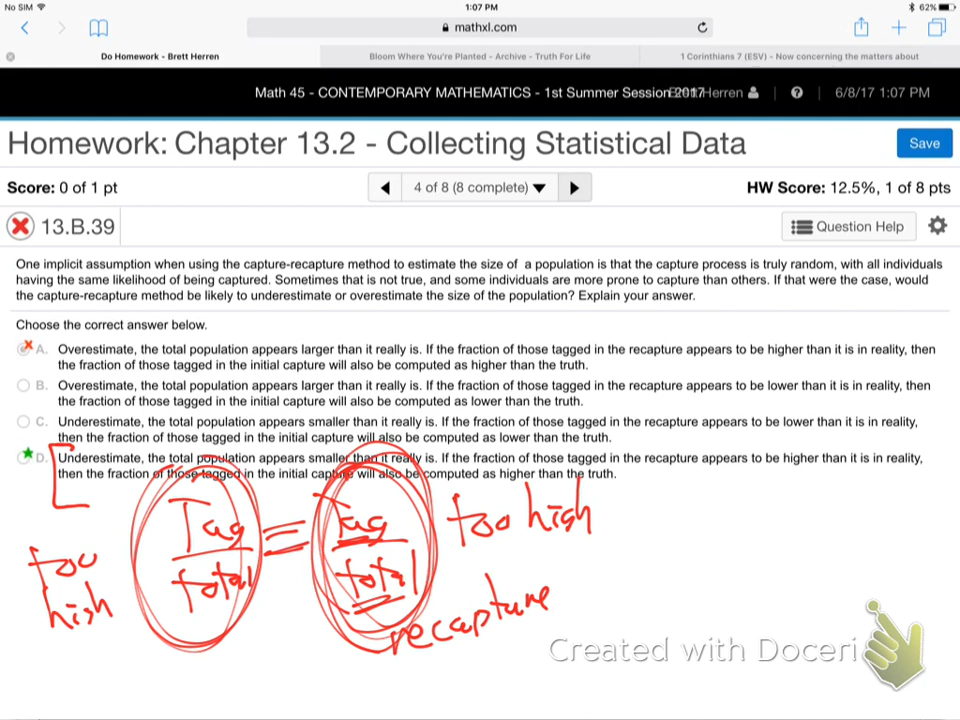 No SIM 1:07 PM 62%
mathxl.com
Do Homework - Brett Herren Bloom Where You're Planted - Archive - Truth For Life 1 Corinthians 7 (ESV) - Now concerning the matters about
Math 45 - CONTEMPORARY MATHEMATICS - 1st Summer Session 2017 Herren 6/8/17 1:07 PM
Homework: Chapter 13.2 - Collecting Statistical Data Save
Score: 0 of 1 pt 4 of 8 (8 complete) HW Score: 12.5%, 1 of 8 pts
13.B.39 Question Help
One implicit assumption when using the capture-recapture method to estimate the size of a population is that the capture process is truly random, with all individuals
having the same likelihood of being captured. Sometimes that is not true, and some individuals are more prone to capture than others. If that were the case, would
the capture-recapture method be likely to underestimate or overestimate the size of the population? Explain your answer.
Choose the correct answer below.
A. Overestimate, the total population appears larger than it really is. If the fraction of those tagged in the recapture appears to be higher than it is in reality, then
the fraction of those tagged in the initial capture will also be computed as higher than the truth.
B. Overestimate, the total population appears larger than it really is. If the fraction of those tagged in the recapture appears to be lower than it is in reality, then
the fraction of those tagged in the initial capture will also be computed as lower than the truth.
C. Underestimate, the total population appears smaller than it really is. If the fraction of those tagged in the recapture appears to be lower than it is in reality,
then the fraction of those tagged in the initial capture will also be computed as lower than the truth.
D. Underestimate, the total population appears smaller than it really is. If the fraction of those tagged in the recapture appears to be higher than it is in reality,
then the fraction of those tagged in the initial capture will also be computed as higher than the truth.
Tag = Tag too high
total total
too high
recapture
Created with Doceri